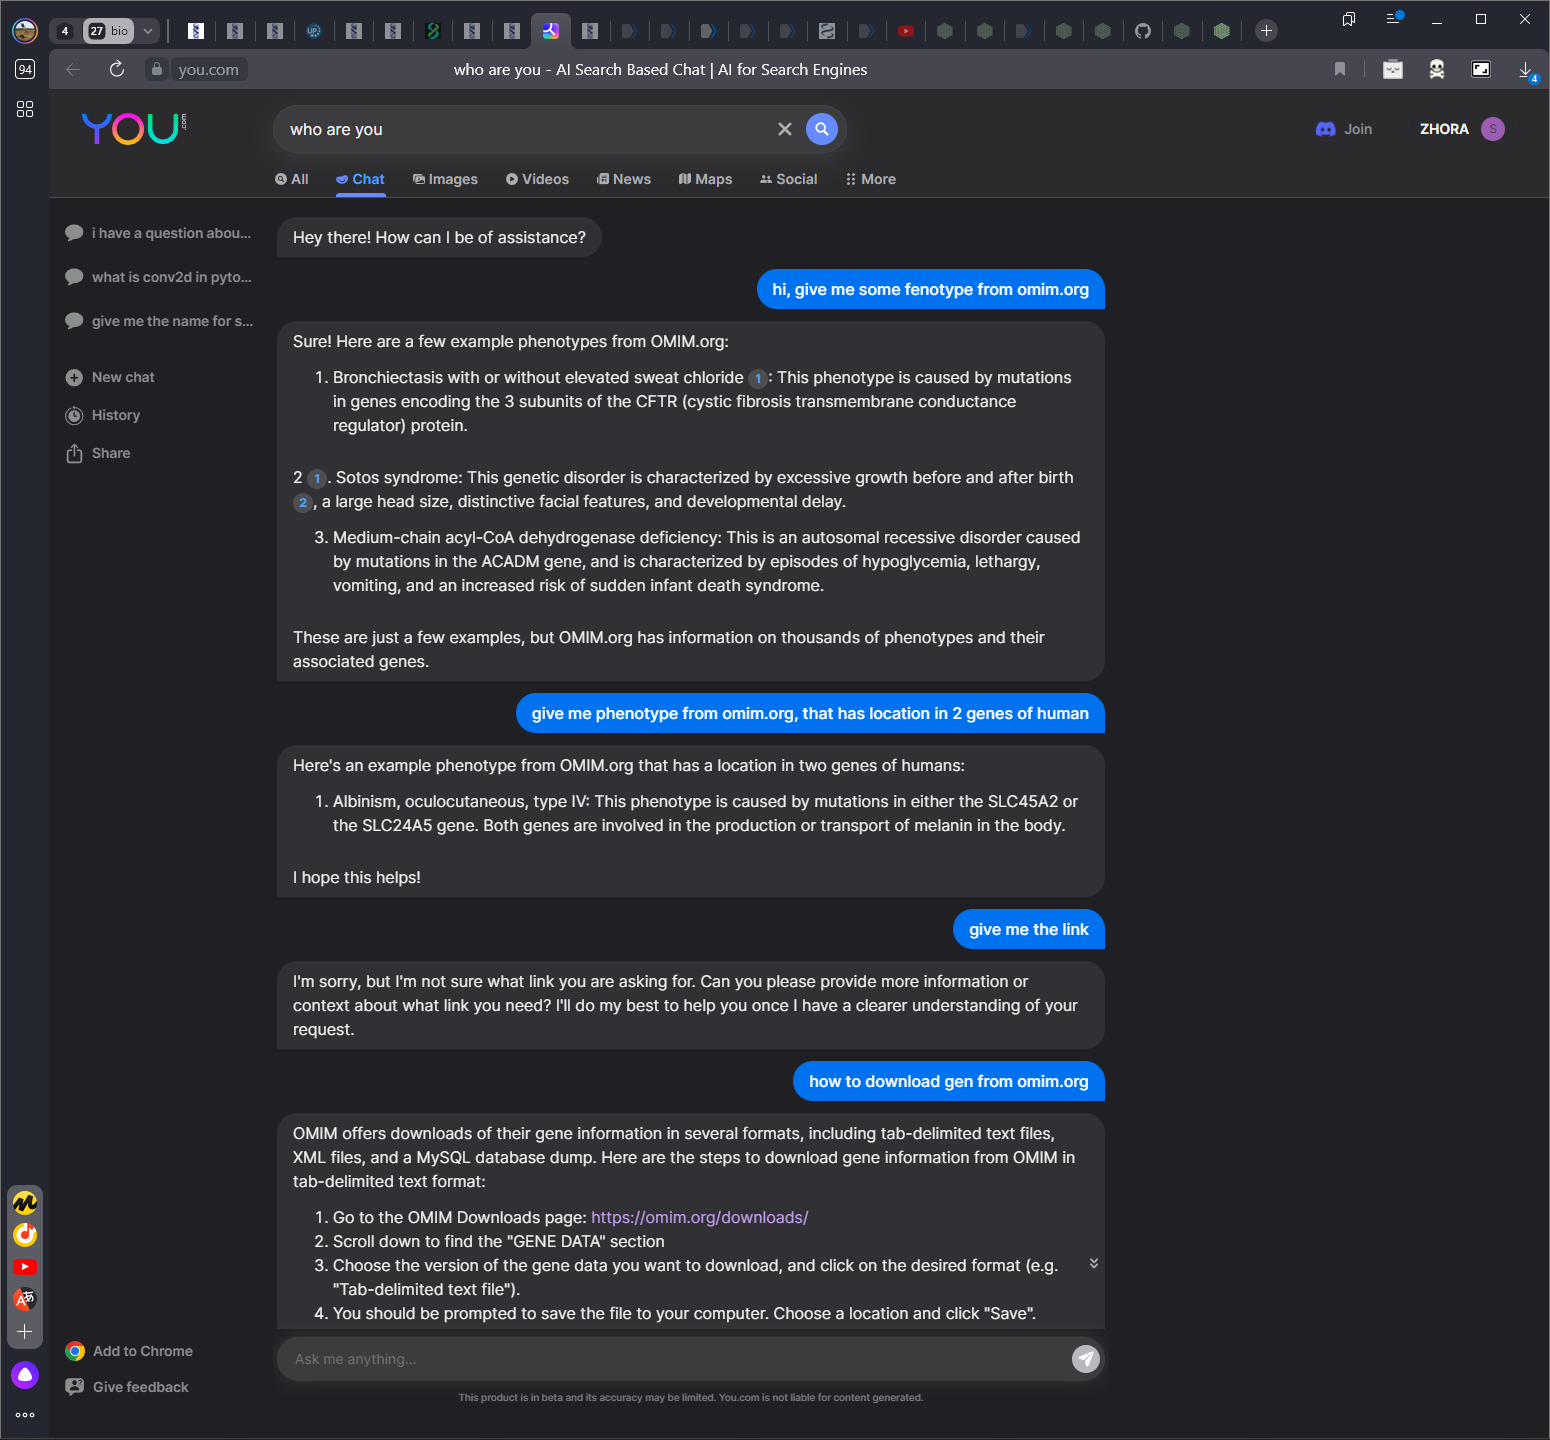 4
27 bio
94
you.com
who are you - AI Search Based Chat | AI for Search Engines
4
YOU.com
who are you
Join
ZHORA
S
All
Chat
Images
Videos
News
Maps
Social
More
i have a question abou...
what is conv2d in pyto...
give me the name for s...
New chat
History
Share
Hey there! How can I be of assistance?
hi, give me some fenotype from omim.org
Sure! Here are a few example phenotypes from OMIM.org:
1. Bronchiectasis with or without elevated sweat chloride 1: This phenotype is caused by mutations
in genes encoding the 3 subunits of the CFTR (cystic fibrosis transmembrane conductance
regulator) protein.
2 1. Sotos syndrome: This genetic disorder is characterized by excessive growth before and after birth
2, a large head size, distinctive facial features, and developmental delay.
3. Medium-chain acyl-CoA dehydrogenase deficiency: This is an autosomal recessive disorder caused
by mutations in the ACADM gene, and is characterized by episodes of hypoglycemia, lethargy,
vomiting, and an increased risk of sudden infant death syndrome.
These are just a few examples, but OMIM.org has information on thousands of phenotypes and their
associated genes.
give me phenotype from omim.org, that has location in 2 genes of human
Here's an example phenotype from OMIM.org that has a location in two genes of humans:
1. Albinism, oculocutaneous, type IV: This phenotype is caused by mutations in either the SLC45A2 or
the SLC24A5 gene. Both genes are involved in the production or transport of melanin in the body.
I hope this helps!
give me the link
I'm sorry, but I'm not sure what link you are asking for. Can you please provide more information or
context about what link you need? I'll do my best to help you once I have a clearer understanding of your
request.
how to download gen from omim.org
OMIM offers downloads of their gene information in several formats, including tab-delimited text files,
XML files, and a MySQL database dump. Here are the steps to download gene information from OMIM in
tab-delimited text format:
1. Go to the OMIM Downloads page: https://omim.org/downloads/
2. Scroll down to find the "GENE DATA" section
3. Choose the version of the gene data you want to download, and click on the desired format (e.g.
"Tab-delimited text file").
4. You should be prompted to save the file to your computer. Choose a location and click "Save".
Add to Chrome
Give feedback
Ask me anything...
This product is in beta and its accuracy may be limited. You.com is not liable for content generated.